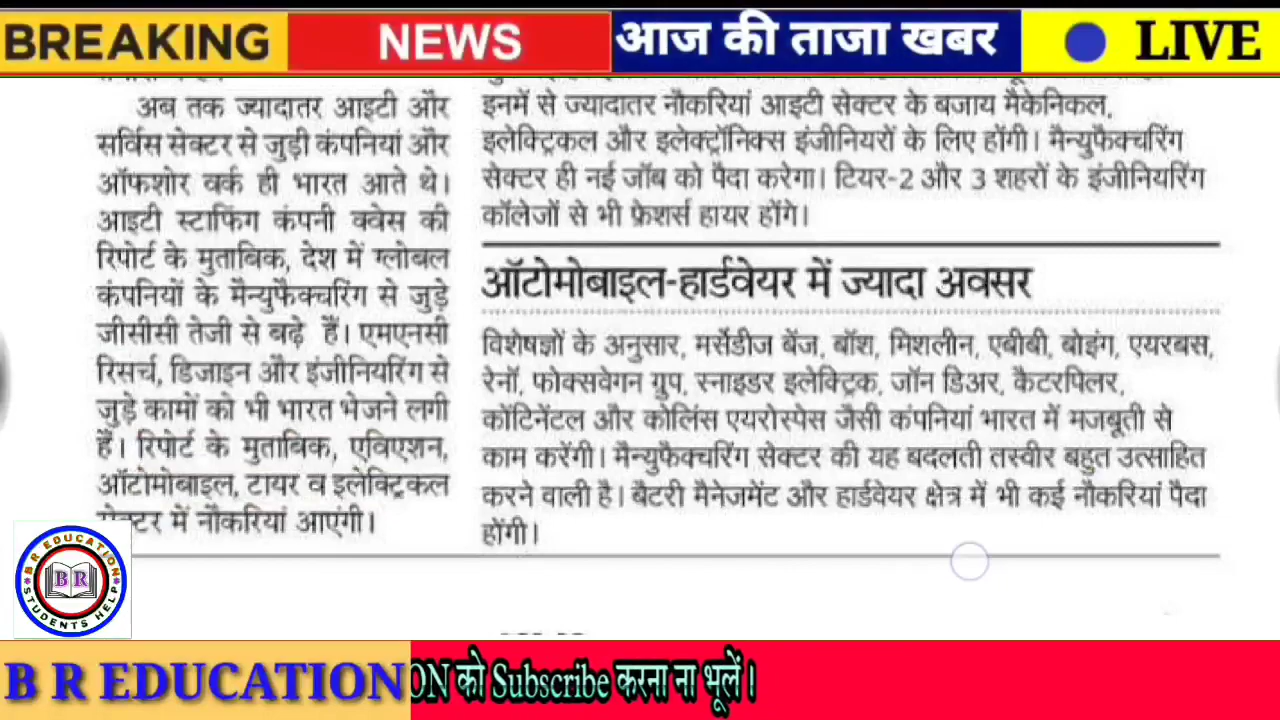 BREAKING NEWS आज की ताजा खबर LIVE
अब तक ज्यादातर आइटी और
सर्विस सेक्टर से जुड़ी कंपनियां और
ऑफशोर वर्क ही भारत आते थे।
आइटी स्टाफिंग कंपनी क्वेस की
रिपोर्ट के मुताबिक, देश में ग्लोबल
कंपनियों के मैन्युफैक्चरिंग से जुड़े
जीसीसी तेजी से बढ़े हैं। एमएनसी
रिसर्च, डिजाइन और इंजीनियरिंग से
जुड़े कामों को भी भारत भेजने लगी
हैं। रिपोर्ट के मुताबिक, एविएशन,
ऑटोमोबाइल, टायर व इलेक्ट्रिकल
में नौकरियां आएंगी।
इनमें से ज्यादातर नौकरियां आइटी सेक्टर के बजाय मैकेनिकल,
इलेक्ट्रिकल और इलेक्ट्रॉनिक्स इंजीनियरों के लिए होंगी। मैन्युफैक्चरिंग
सेक्टर ही नई जॉब को पैदा करेगा। टियर-2 और 3 शहरों के इंजीनियरिंग
कॉलेजों से भी फ्रेशर्स हायर होंगे।
ऑटोमोबाइल-हार्डवेयर में ज्यादा अवसर
विशेषज्ञों के अनुसार, मर्सेडीज बेंज, बॉश, मिशलीन, एबीबी, बोइंग, एयरबस,
रेनॉ, फोक्सवेगन ग्रुप, स्नाइडर इलेक्ट्रिक, जॉन डिअर, कैटरपिलर,
कोंटिनेंटल और कोलिंस एयरोस्पेस जैसी कंपनियां भारत में मजबूती से
काम करेंगी। मैन्युफैक्चरिंग सेक्टर की यह बदलती तस्वीर बहुत उत्साहित
करने वाली है। बैटरी मैनेजमेंट और हार्डवेयर क्षेत्र में भी कई नौकरियां पैदा
होंगी।
B R EDUCATION
BR
STUDENTS HELP
B R EDUCATION ON को Subscribe करना ना भूलें।